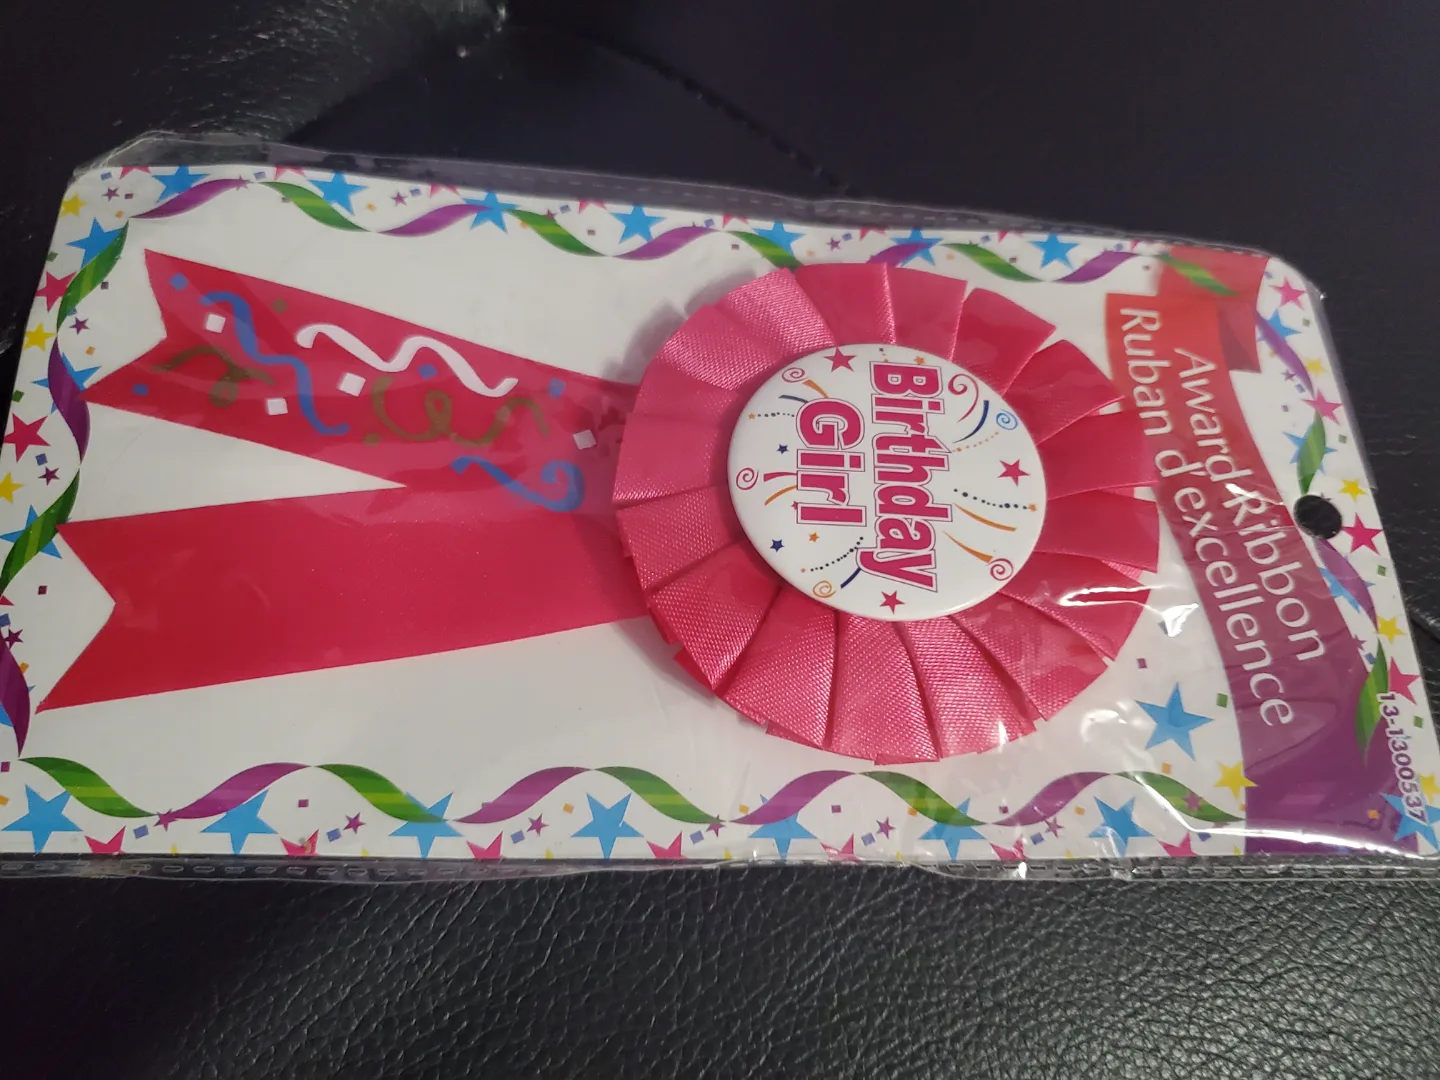 Award Ribbon
Ruban d'excellence
13-1300537
Birthday
Girl